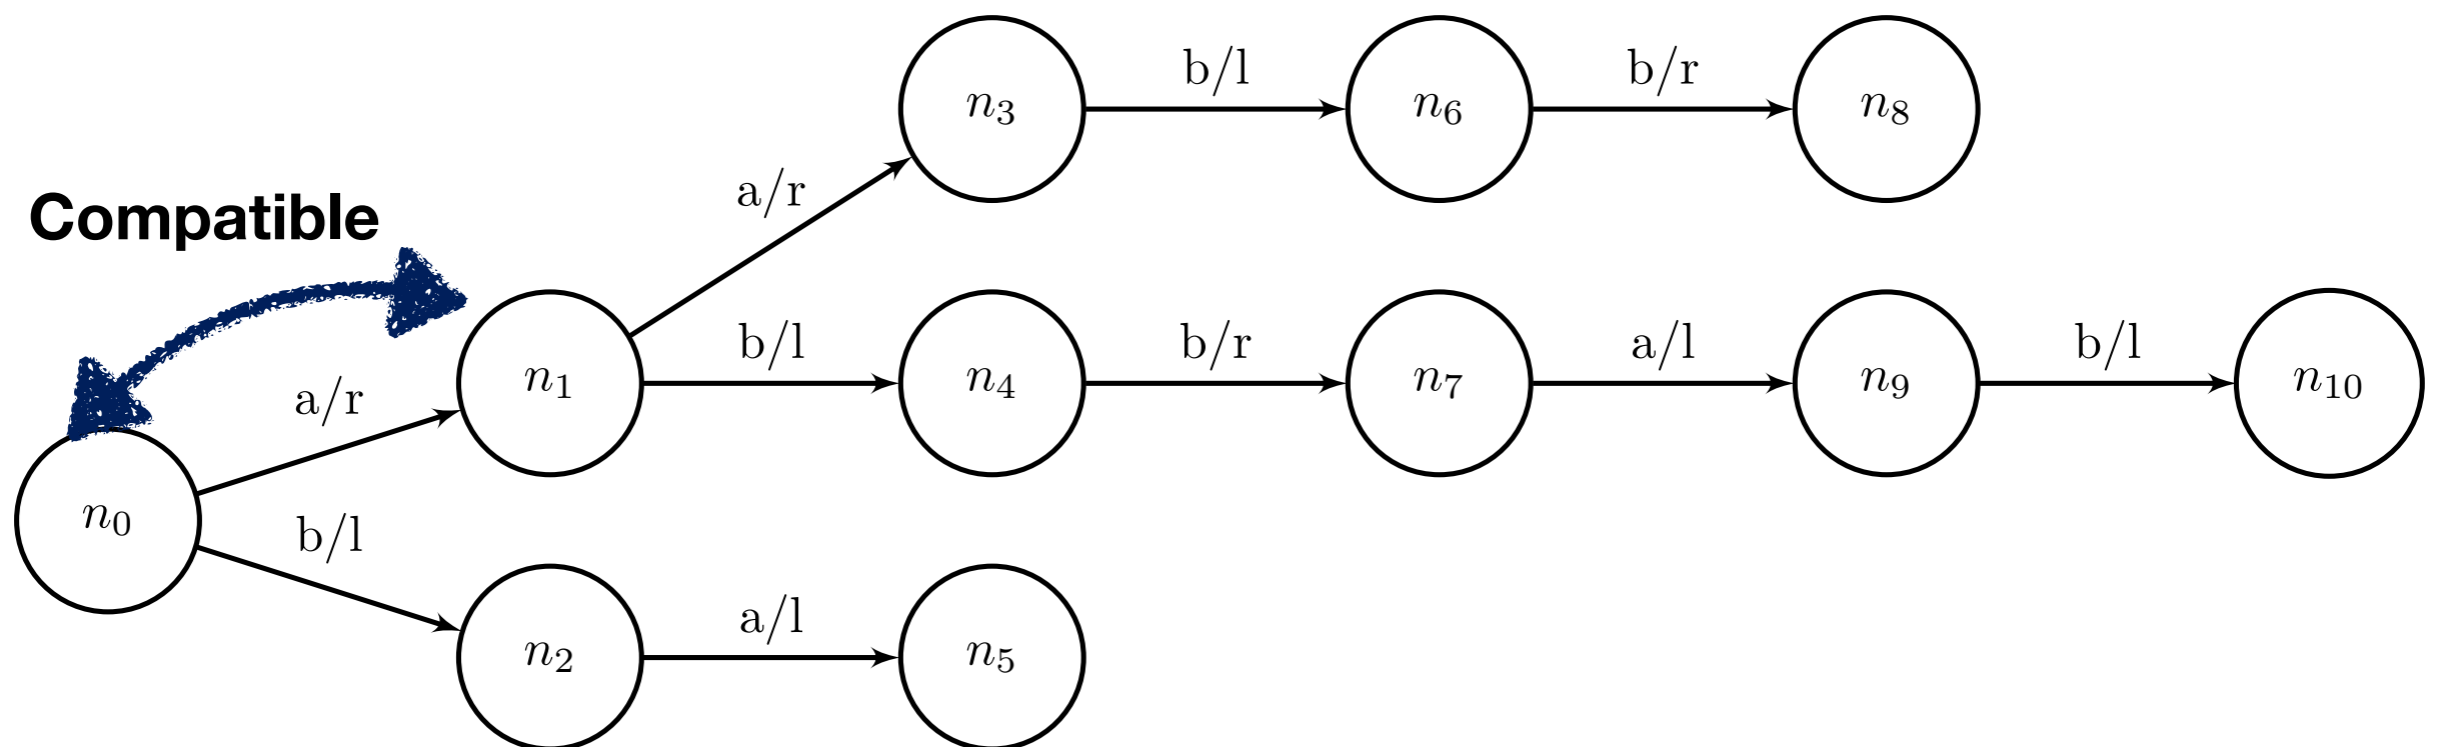 n₃
b/l
n₆
b/r
n₈
a/r
Compatible
n₁
b/l
n₄
b/r
n₇
a/l
n₉
b/l
n₁₀
a/r
n₀
b/l
n₂
a/l
n₅